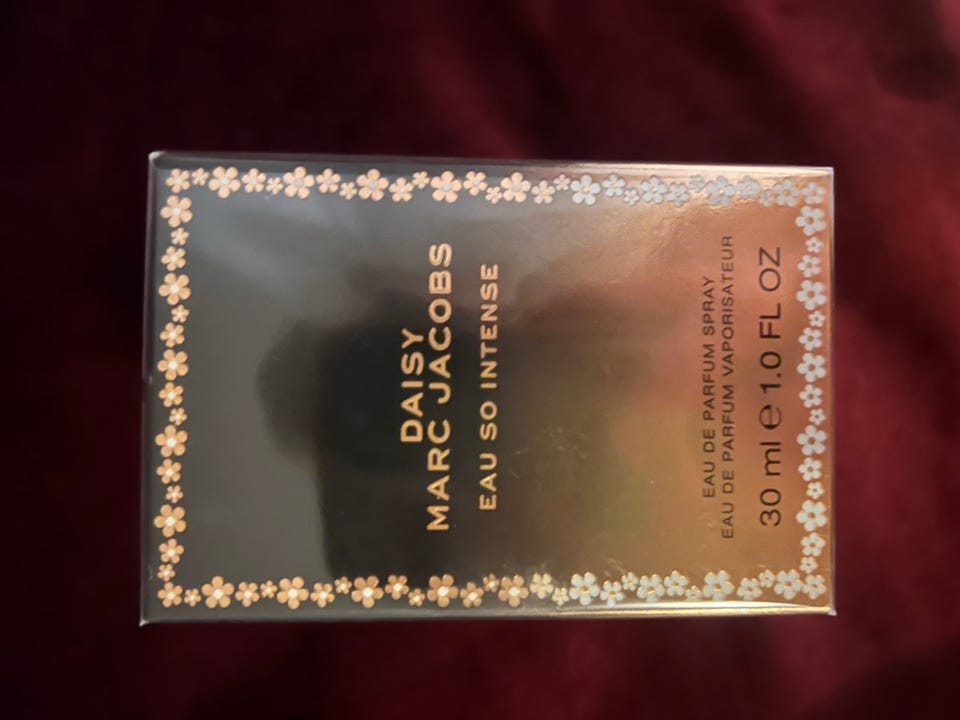 DAISY
MARC JACOBS
EAU SO INTENSE
EAU DE PARFUM SPRAY
EAU DE PARFUM VAPORISATEUR
30 ml ℮ 1.0 FL OZ